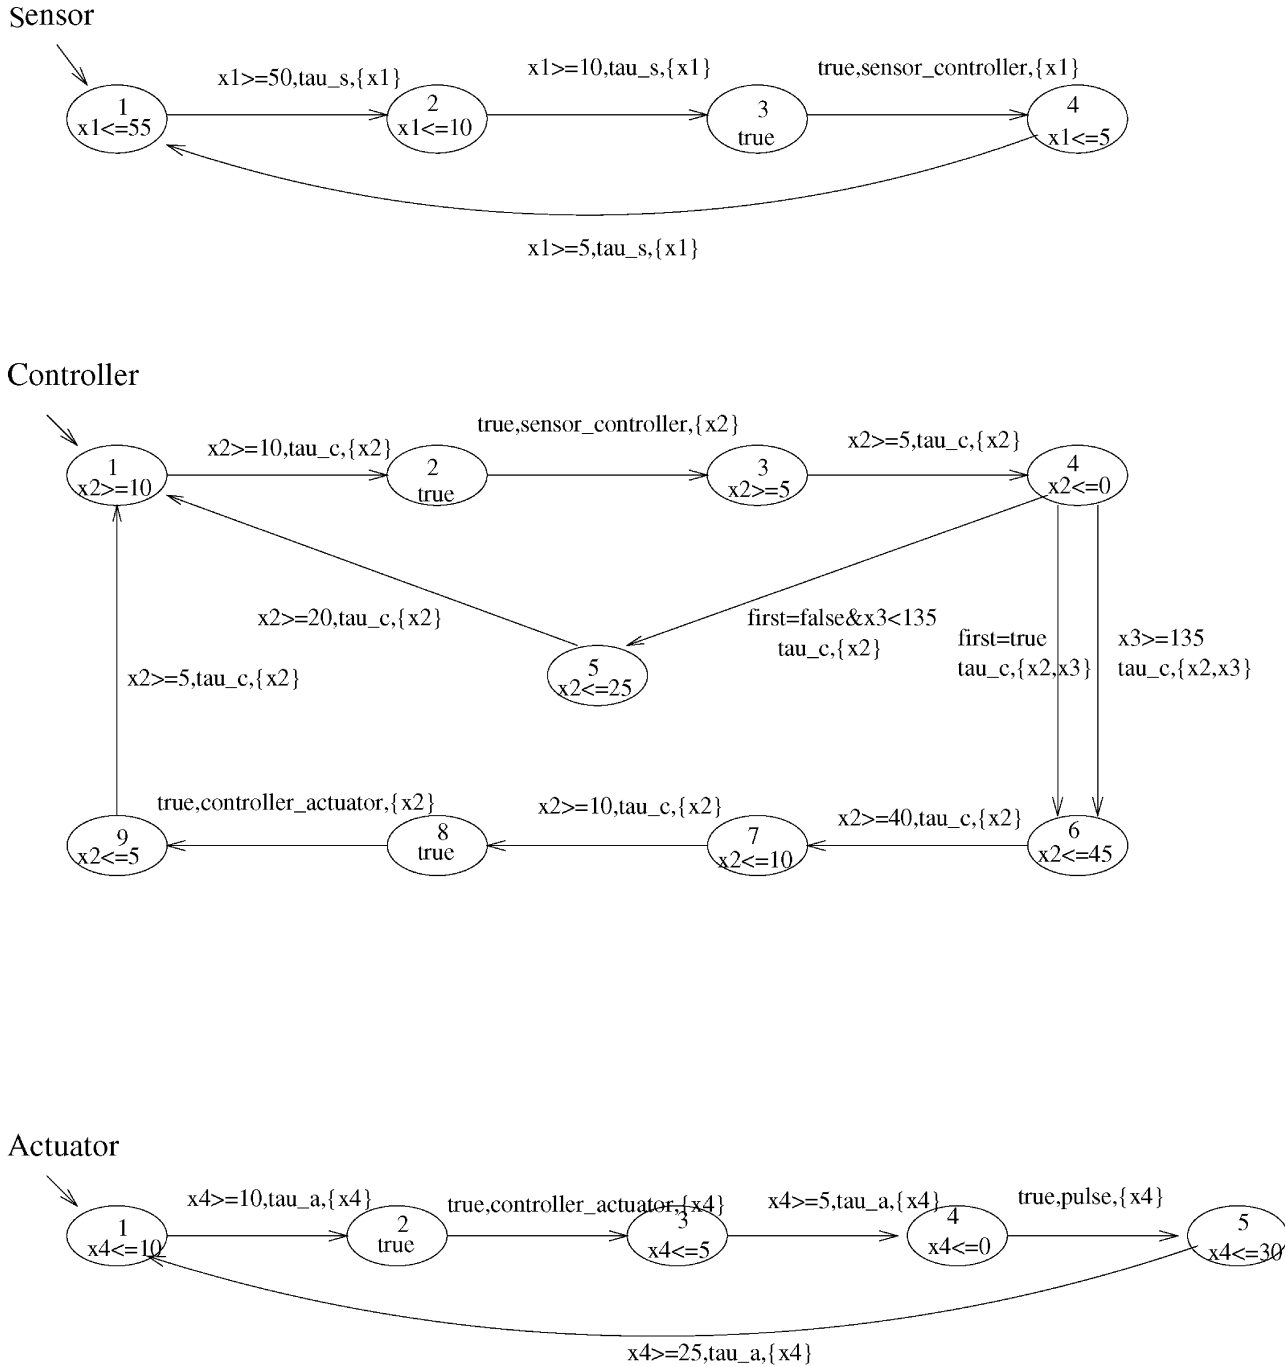 Sensor
x1>=50,tau_s,{x1}
x1>=10,tau_s,{x1}
true,sensor_controller,{x1}
1
x1<=55
2
x1<=10
3
true
4
x1<=5
x1>=5,tau_s,{x1}
Controller
x2>=10,tau_c,{x2}
true,sensor_controller,{x2}
x2>=5,tau_c,{x2}
1
x2>=10
2
true
3
x2>=5
4
x2<=0
x2>=20,tau_c,{x2}
first=false&x3<135
tau_c,{x2}
first=true
tau_c,{x2,x3}
x3>=135
tau_c,{x2,x3}
5
x2<=25
x2>=5,tau_c,{x2}
true,controller_actuator,{x2}
x2>=10,tau_c,{x2}
x2>=40,tau_c,{x2}
9
x2<=5
8
true
7
x2<=10
6
x2<=45
Actuator
x4>=10,tau_a,{x4}
true,controller_actuator,{x4}
x4>=5,tau_a,{x4}
true,pulse,{x4}
1
x4<=10
2
true
3
x4<=5
4
x4<=0
5
x4<=30
x4>=25,tau_a,{x4}